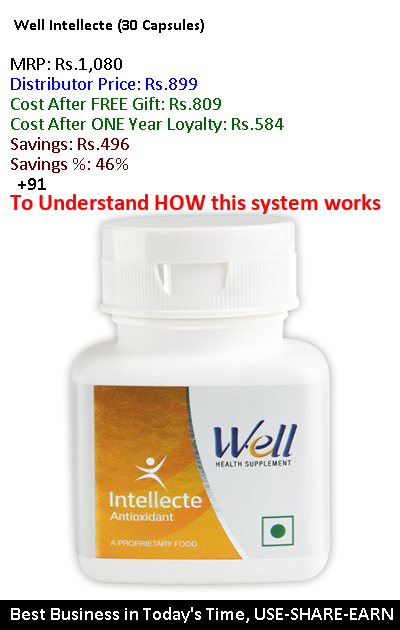 Well Intellecte (30 Capsules)
MRP: Rs.1,080
Distributor Price: Rs.899
Cost After FREE Gift: Rs.809
Cost After ONE Year Loyalty: Rs.584
Savings: Rs.496
Savings %: 46%
+91
To Understand HOW this system works
Well
HEALTH SUPPLEMENT
Intellecte
Antioxidant
A PROPRIETARY FOOD
Best Business in Today's Time, USE-SHARE-EARN